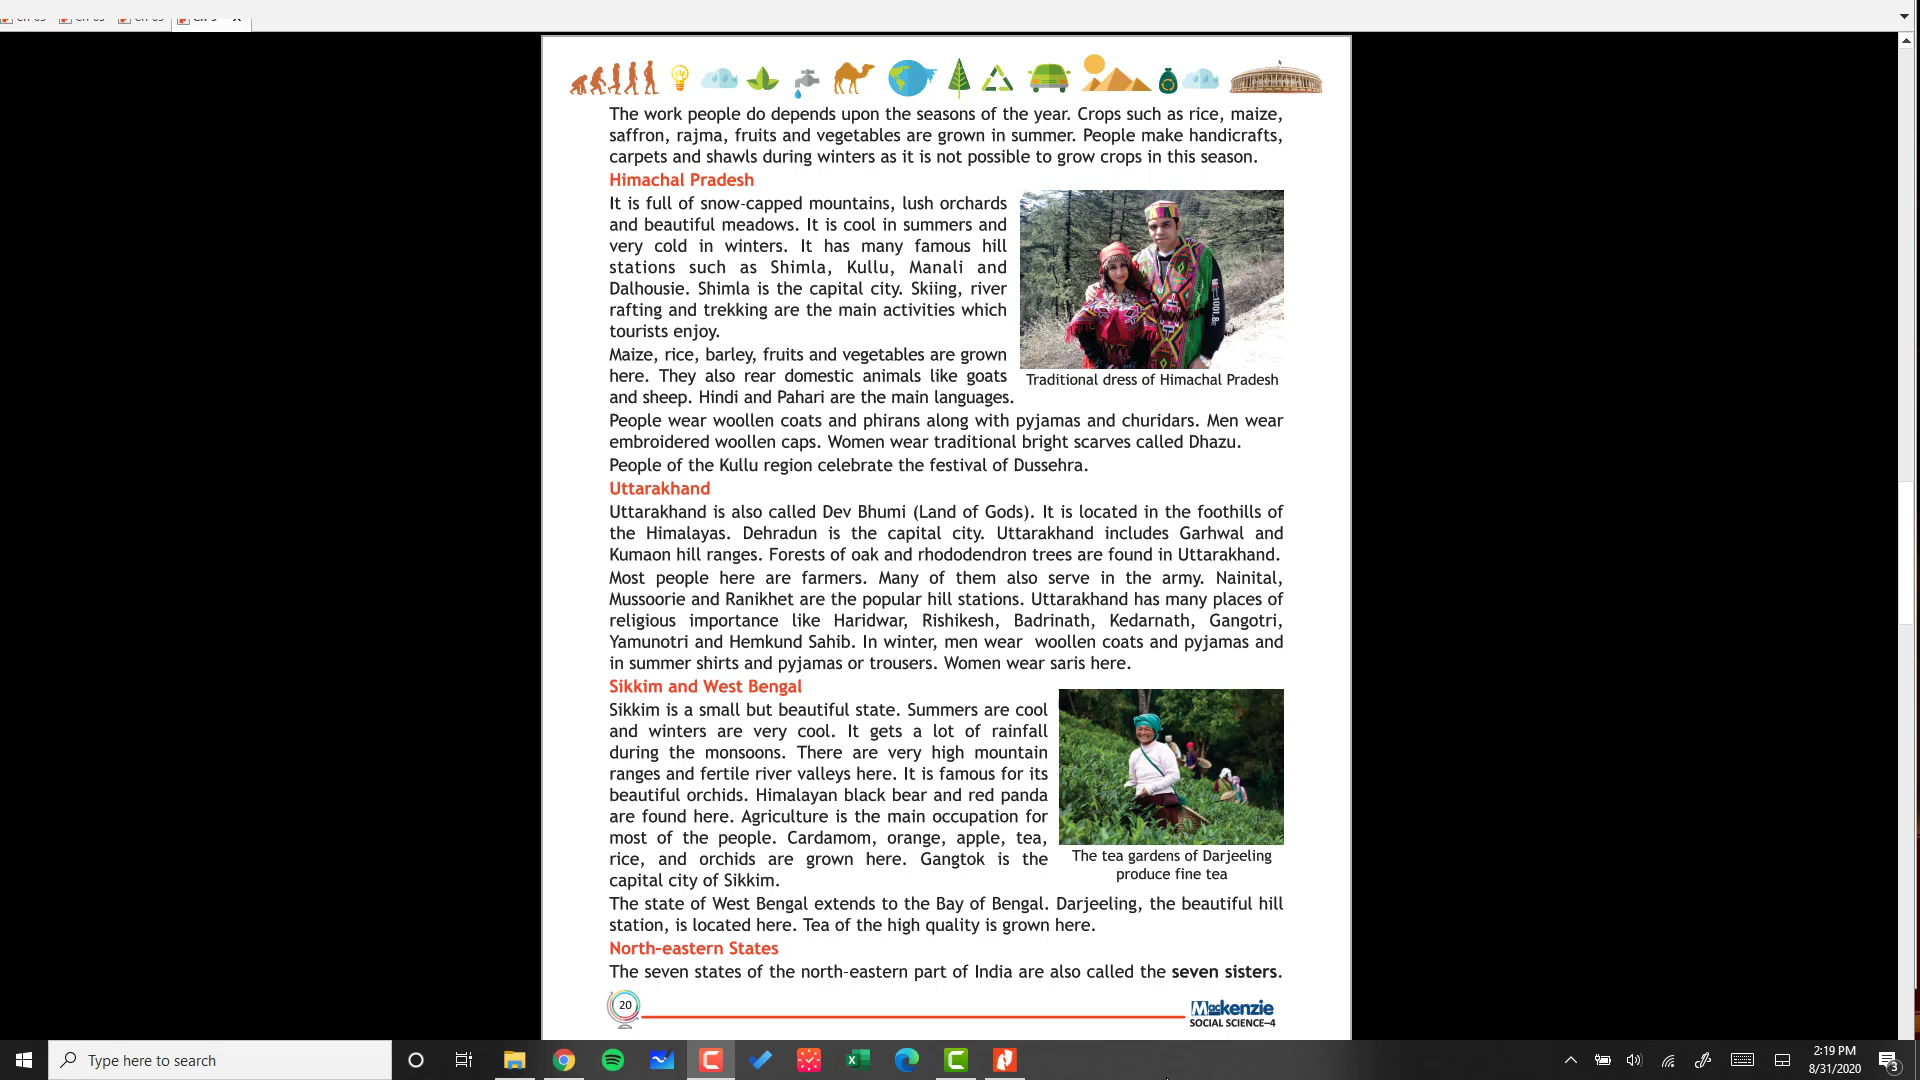 The work people do depends upon the seasons of the year. Crops such as rice, maize,
saffron, rajma, fruits and vegetables are grown in summer. People make handicrafts,
carpets and shawls during winters as it is not possible to grow crops in this season.
Himachal Pradesh
It is full of snow-capped mountains, lush orchards
and beautiful meadows. It is cool in summers and
very cold in winters. It has many famous hill
stations such as Shimla, Kullu, Manali and
Dalhousie. Shimla is the capital city. Skiing, river
rafting and trekking are the main activities which
tourists enjoy.
Maize, rice, barley, fruits and vegetables are grown
here. They also rear domestic animals like goats
and sheep. Hindi and Pahari are the main languages.
Traditional dress of Himachal Pradesh
People wear woollen coats and phirans along with pyjamas and churidars. Men wear
embroidered woollen caps. Women wear traditional bright scarves called Dhazu.
People of the Kullu region celebrate the festival of Dussehra.
Uttarakhand
Uttarakhand is also called Dev Bhumi (Land of Gods). It is located in the foothills of
the Himalayas. Dehradun is the capital city. Uttarakhand includes Garhwal and
Kumaon hill ranges. Forests of oak and rhododendron trees are found in Uttarakhand.
Most people here are farmers. Many of them also serve in the army. Nainital,
Mussoorie and Ranikhet are the popular hill stations. Uttarakhand has many places of
religious importance like Haridwar, Rishikesh, Badrinath, Kedarnath, Gangotri,
Yamunotri and Hemkund Sahib. In winter, men wear woollen coats and pyjamas and
in summer shirts and pyjamas or trousers. Women wear saris here.
Sikkim and West Bengal
Sikkim is a small but beautiful state. Summers are cool
and winters are very cool. It gets a lot of rainfall
during the monsoons. There are very high mountain
ranges and fertile river valleys here. It is famous for its
beautiful orchids. Himalayan black bear and red panda
are found here. Agriculture is the main occupation for
most of the people. Cardamom, orange, apple, tea,
rice, and orchids are grown here. Gangtok is the
capital city of Sikkim.
The tea gardens of Darjeeling
produce fine tea
The state of West Bengal extends to the Bay of Bengal. Darjeeling, the beautiful hill
station, is located here. Tea of the high quality is grown here.
North-eastern States
The seven states of the north-eastern part of India are also called the seven sisters.
20
Mackenzie
SOCIAL SCIENCE-4
Type here to search
2:19 PM
8/31/2020
3